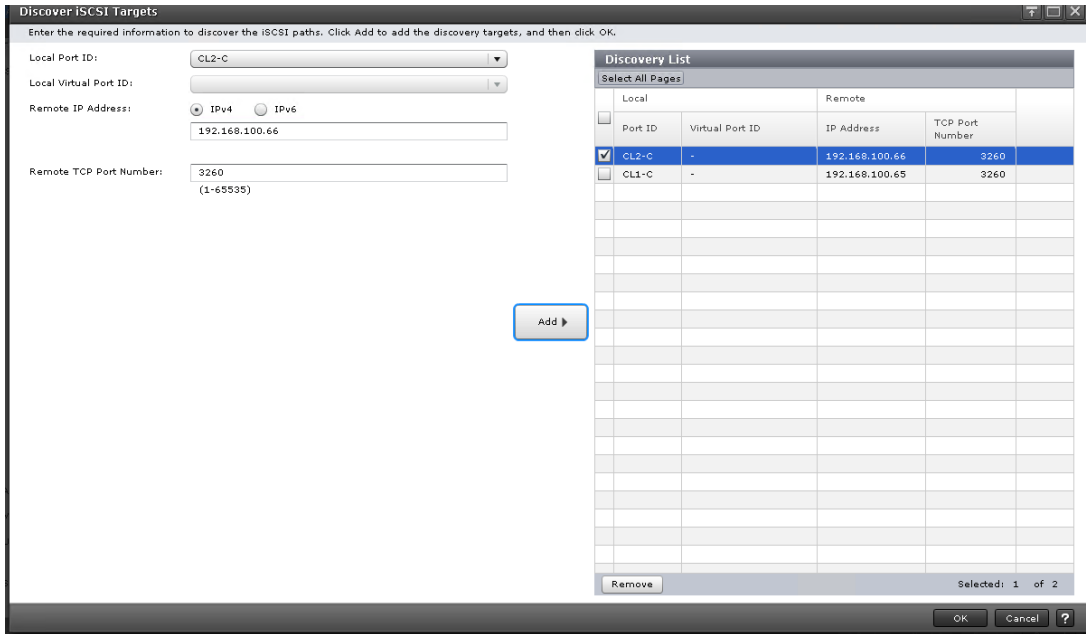 Discover iSCSI Targets
Enter the required information to discover the iSCSI paths. Click Add to add the discovery targets, and then click OK.
Local Port ID:
CL2-C
Local Virtual Port ID:
Remote IP Address:
IPv4
IPv6
192.168.100.66
Remote TCP Port Number:
3260
(1-65535)
Add
Discovery List
Select All Pages
Local Remote
Port ID Virtual Port ID IP Address TCP Port Number
CL2-C - 192.168.100.66 3260
CL1-C - 192.168.100.65 3260
Remove
Selected: 1 of 2
OK Cancel ?